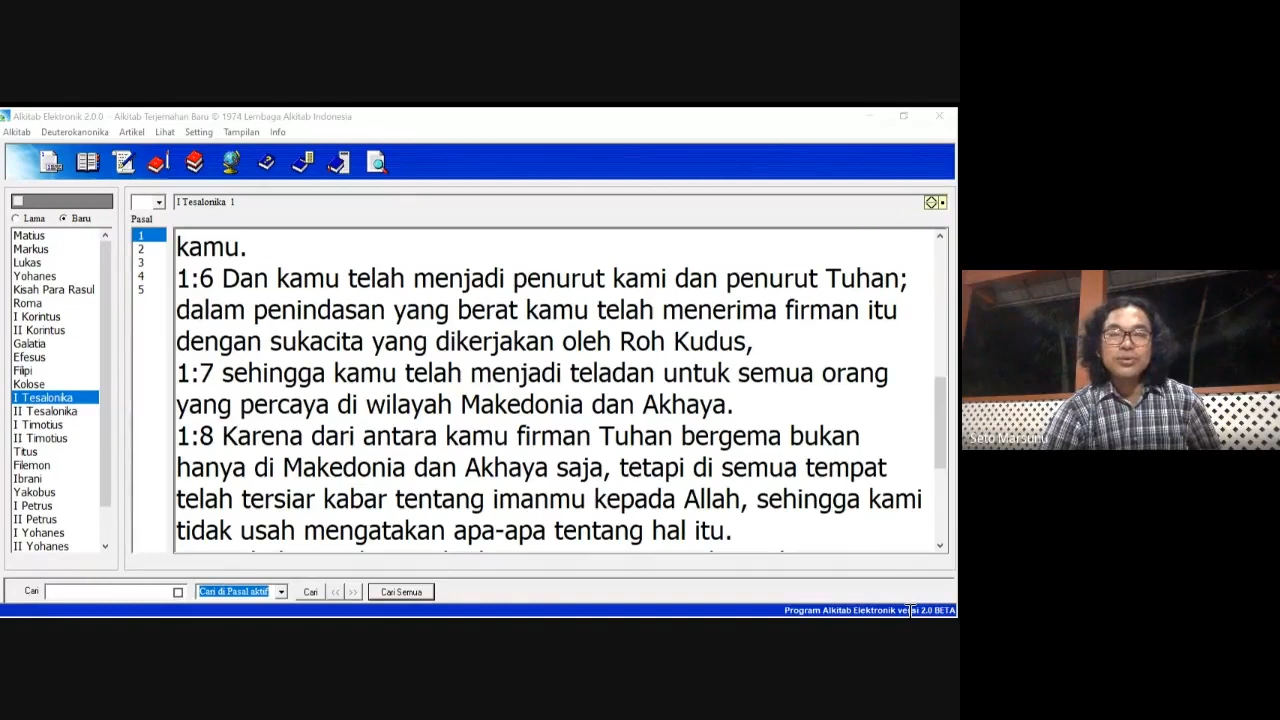 Alkitab Elektronik 2.0.0 - Alkitab Terjemahan Baru © 1974 Lembaga Alkitab Indonesia
Alkitab Deuterokanonika Artikel Lihat Setting Tampilan Info
Lama Baru
Matius
Markus
Lukas
Yohanes
Kisah Para Rasul
Roma
I Korintus
II Korintus
Galatia
Efesus
Filipi
Kolose
I Tesalonika
II Tesalonika
I Timotius
II Timotius
Titus
Filemon
Ibrani
Yakobus
I Petrus
II Petrus
I Yohanes
II Yohanes
Pasal
1
2
3
4
5
I Tesalonika 1
kamu.
1:6 Dan kamu telah menjadi penurut kami dan penurut Tuhan;
dalam penindasan yang berat kamu telah menerima firman itu
dengan sukacita yang dikerjakan oleh Roh Kudus,
1:7 sehingga kamu telah menjadi teladan untuk semua orang
yang percaya di wilayah Makedonia dan Akhaya.
1:8 Karena dari antara kamu firman Tuhan bergema bukan
hanya di Makedonia dan Akhaya saja, tetapi di semua tempat
telah tersiar kabar tentang imanmu kepada Allah, sehingga kami
tidak usah mengatakan apa-apa tentang hal itu.
Cari Cari di Pasal aktif Cari << >> Cari Semua
Program Alkitab Elektronik versi 2.0 BETA
Seto Marsunu